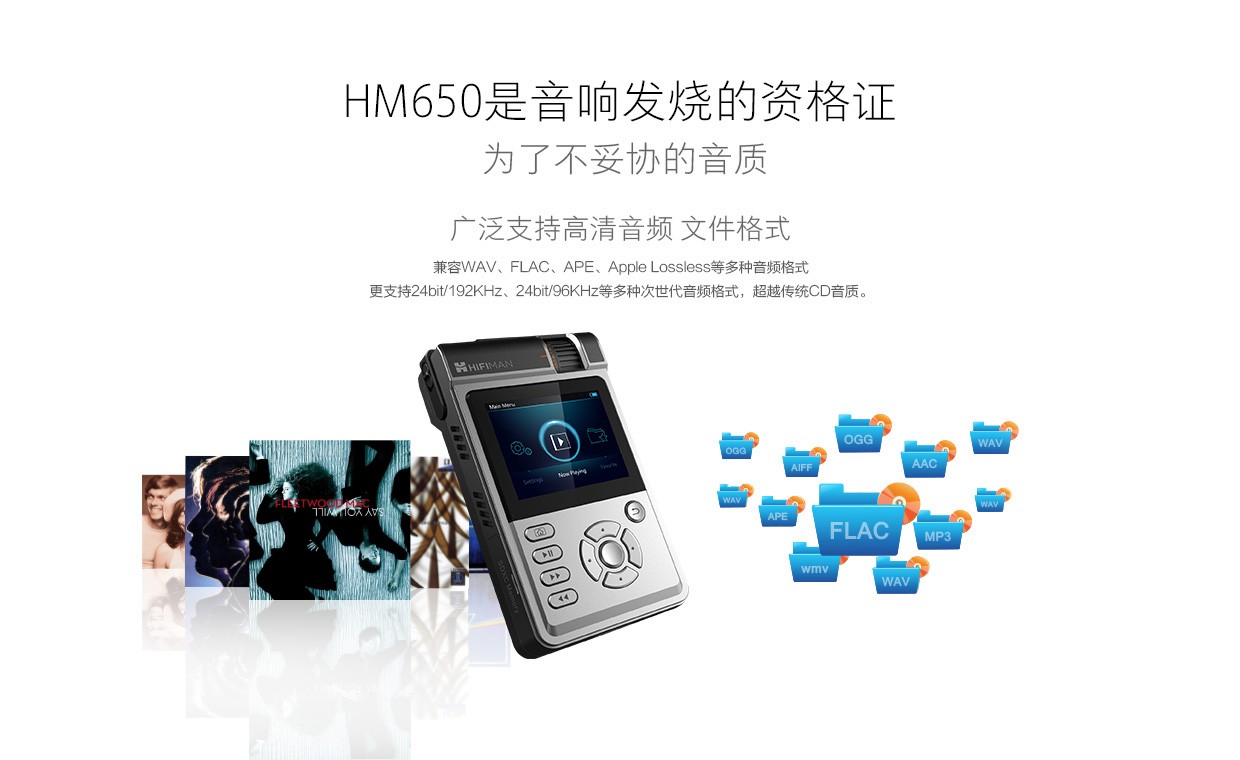 HM650是音响发烧的资格证
为了不妥协的音质
广泛支持高清音频 文件格式
兼容WAV、FLAC、APE、Apple Lossless等多种音频格式
更支持24bit/192KHz、24bit/96KHz等多种次世代音频格式，超越传统CD音质。
HIFIMAN
Main Menu
Settings
Now Playing
Favorite
FLEETWOOD MAC
SAY YOU WILL
OGG
AIFF
OGG
AAC
WAV
WAV
APE
FLAC
MP3
WAV
wmv
WAV